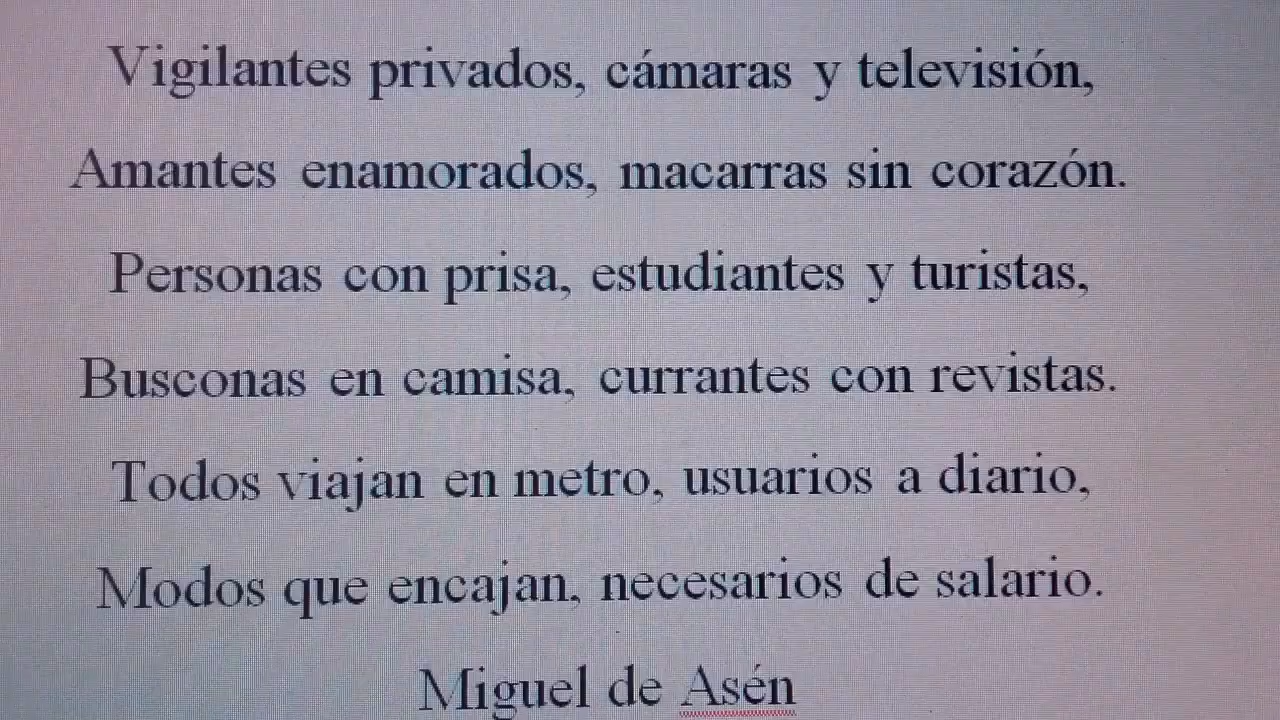 Vigilantes privados, cámaras y televisión,
Amantes enamorados, macarras sin corazón.
Personas con prisa, estudiantes y turistas,
Busconas en camisa, currantes con revistas.
Todos viajan en metro, usuarios a diario,
Modos que encajan, necesarios de salario.
Miguel de Asén